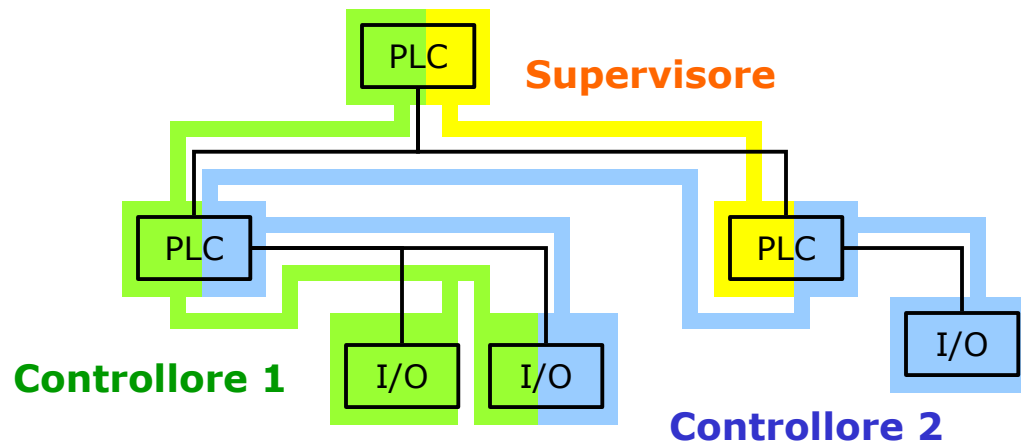 PLC
Supervisore
PLC
PLC
I/O
I/O
I/O
Controllore 1
Controllore 2